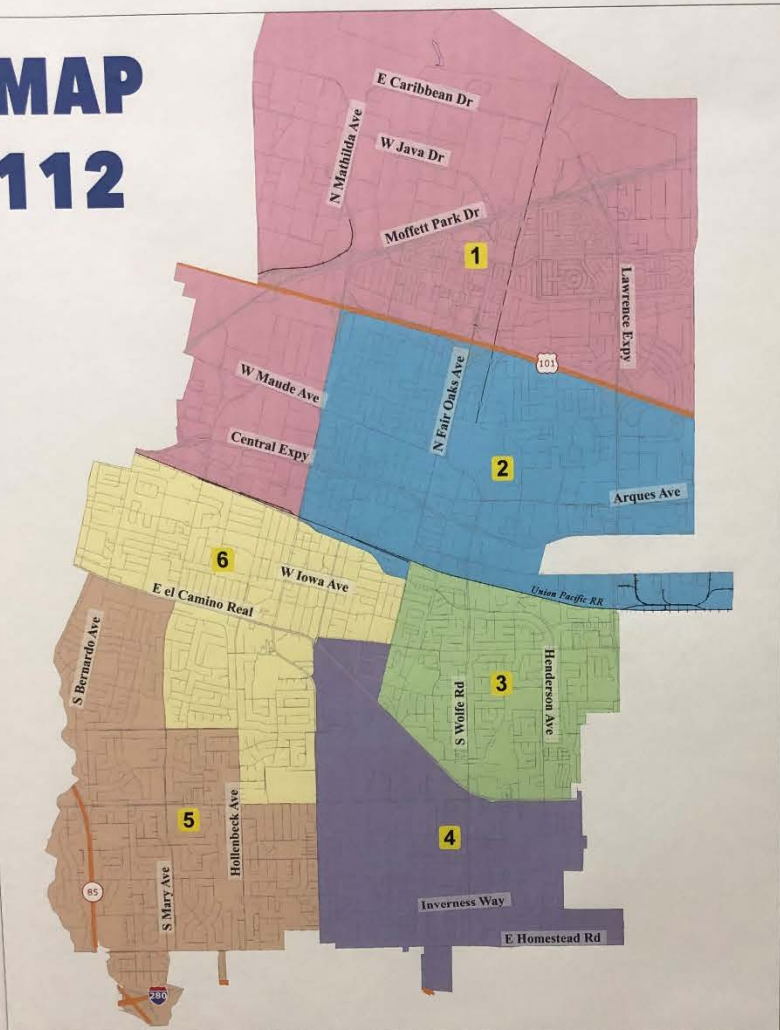 MAP
112
E Caribbean Dr
N Mathilda Ave
W Java Dr
Moffett Park Dr
1
Lawrence Expy
101
W Maude Ave
N Fair Oaks Ave
Central Expy
2
Arques Ave
6
W Iowa Ave
E el Camino Real
Union Pacific RR
S Bernardo Ave
3
S Wolfe Rd
Henderson Ave
5
Hollenbeck Ave
4
85
S Mary Ave
Inverness Way
E Homestead Rd
280